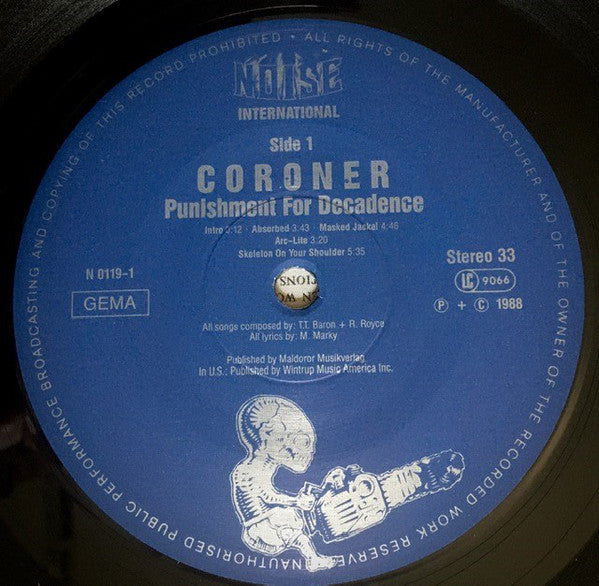 UNAUTHORISED PUBLIC PERFORMANCE BROADCASTING AND COPYING OF THIS RECORD PROHIBITED · ALL RIGHTS OF THE MANUFACTURER AND OF THE OWNER OF THE RECORDED WORK RESERVED
NOISE
INTERNATIONAL
Side 1
CORONER
Punishment For Decadence
Intro 0:12 · Absorbed 3:43 · Masked Jackal 4:46
Arc-Lite 3.20
Skeleton On Your Shoulder 5:35
N 0119-1
GEMA
Stereo 33
LC 9066
P + C 1988
All songs composed by: T.T. Baron + R. Royce
All lyrics by: M. Marky
Published by Maldoror Musikverlag
In U.S.: Published by Wintrup Music America Inc.